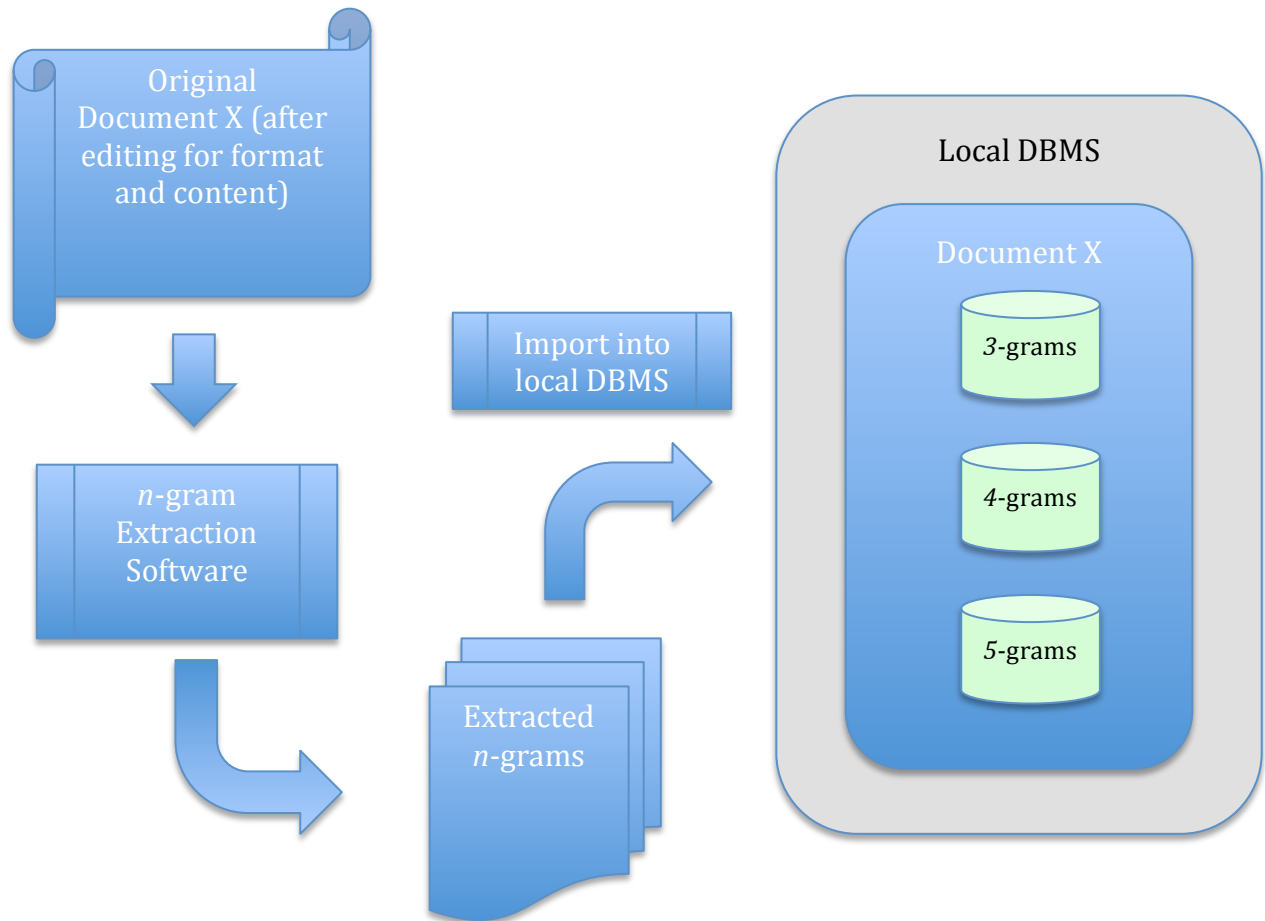 Original
Document X (after
editing for format
and content)
n-gram
Extraction
Software
Extracted
n-grams
Import into
local DBMS
Local DBMS
Document X
3-grams
4-grams
5-grams